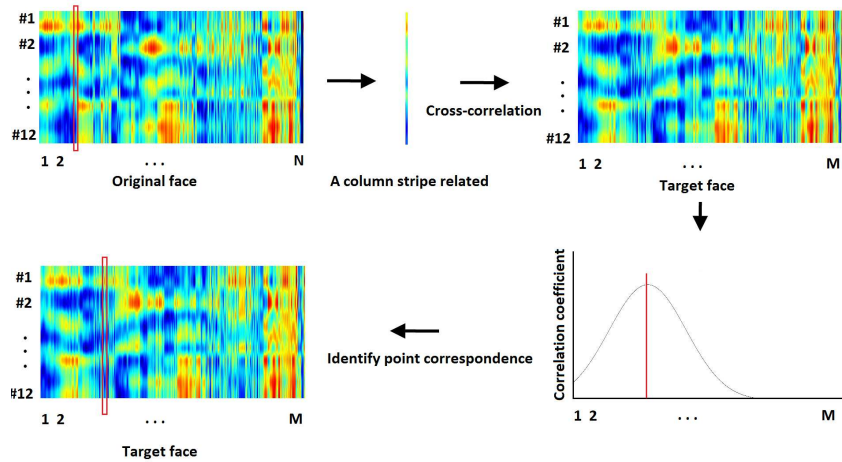 #1
#2
.
.
.
#12
1 2 ... N
Original face
A column stripe related
Cross-correlation
#1
#2
.
.
.
#12
1 2 ... M
Target face
Correlation coefficient
1 2 ... M
Identify point correspondence
#1
#2
.
.
.
#12
1 2 ... M
Target face